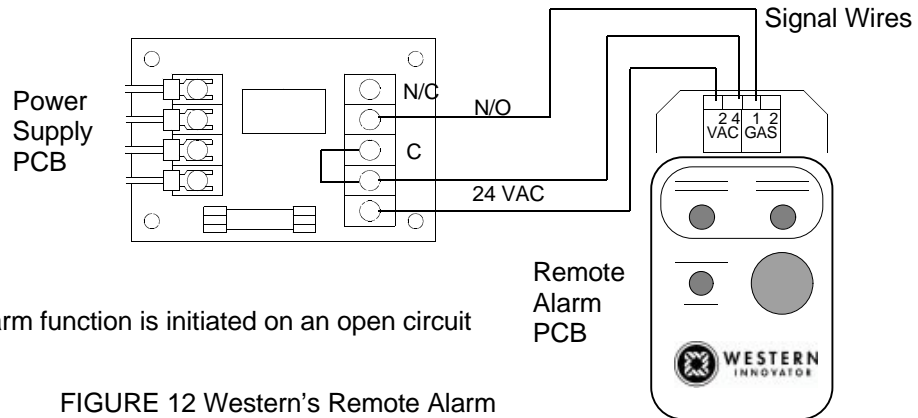 Signal Wires
Power
Supply
PCB
N/C
N/O
C
24 VAC
2 4 1 2
VAC GAS
Remote
Alarm
PCB
arm function is initiated on an open circuit
WESTERN
INNOVATOR
FIGURE 12 Western's Remote Alarm